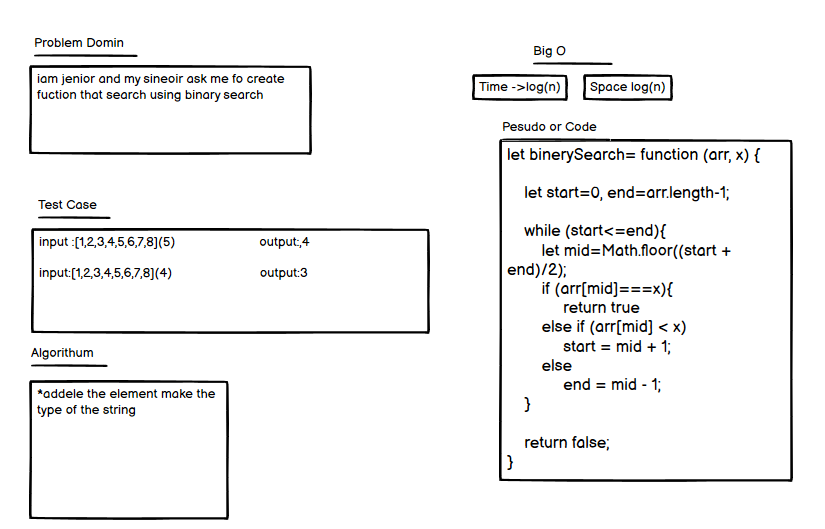 Problem Domin
iam jenior and my sineoir ask me fo create
fuction that search using binary search
Test Case
input :[1,2,3,4,5,6,7,8](5) output:,4
input:[1,2,3,4,5,6,7,8](4) output:3
Algorithum
*addele the element make the
type of the string
Big O
Time ->log(n) Space log(n)
Pesudo or Code
let binerySearch= function (arr, x) {
let start=0, end=arr.length-1;
while (start<=end){
let mid=Math.floor((start +
end)/2);
if (arr[mid]===x){
return true
else if (arr[mid] < x)
start = mid + 1;
else
end = mid - 1;
}
return false;
}